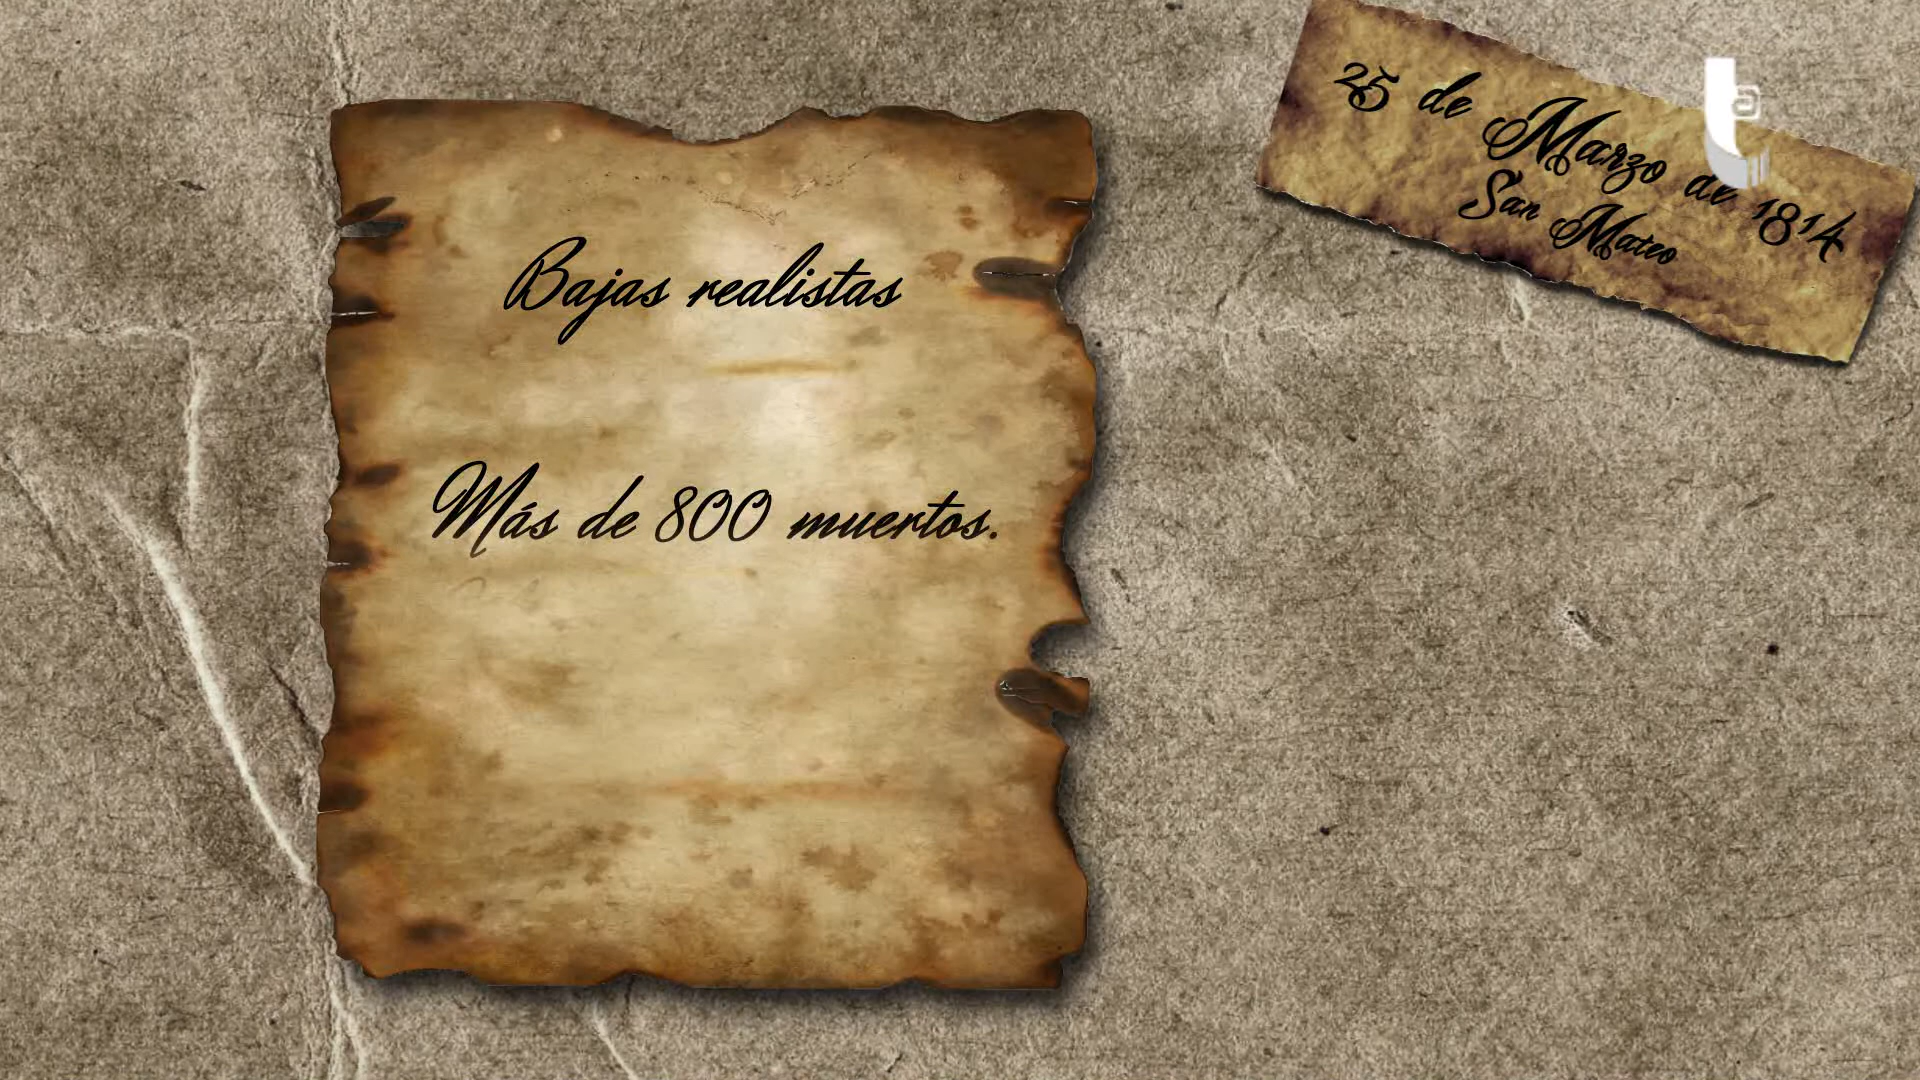 25 de Marzo de 1814
San Mateo
Bajas realistas
Más de 800 muertos.